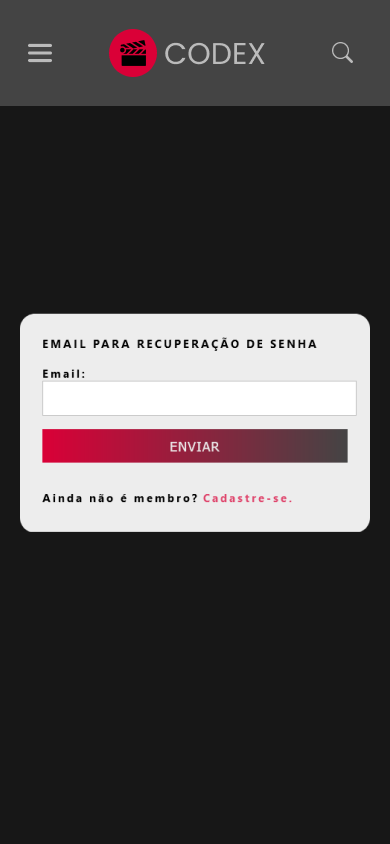 CODEX
EMAIL PARA RECUPERAÇÃO DE SENHA
Email:
ENVIAR
Ainda não é membro? Cadastre-se.